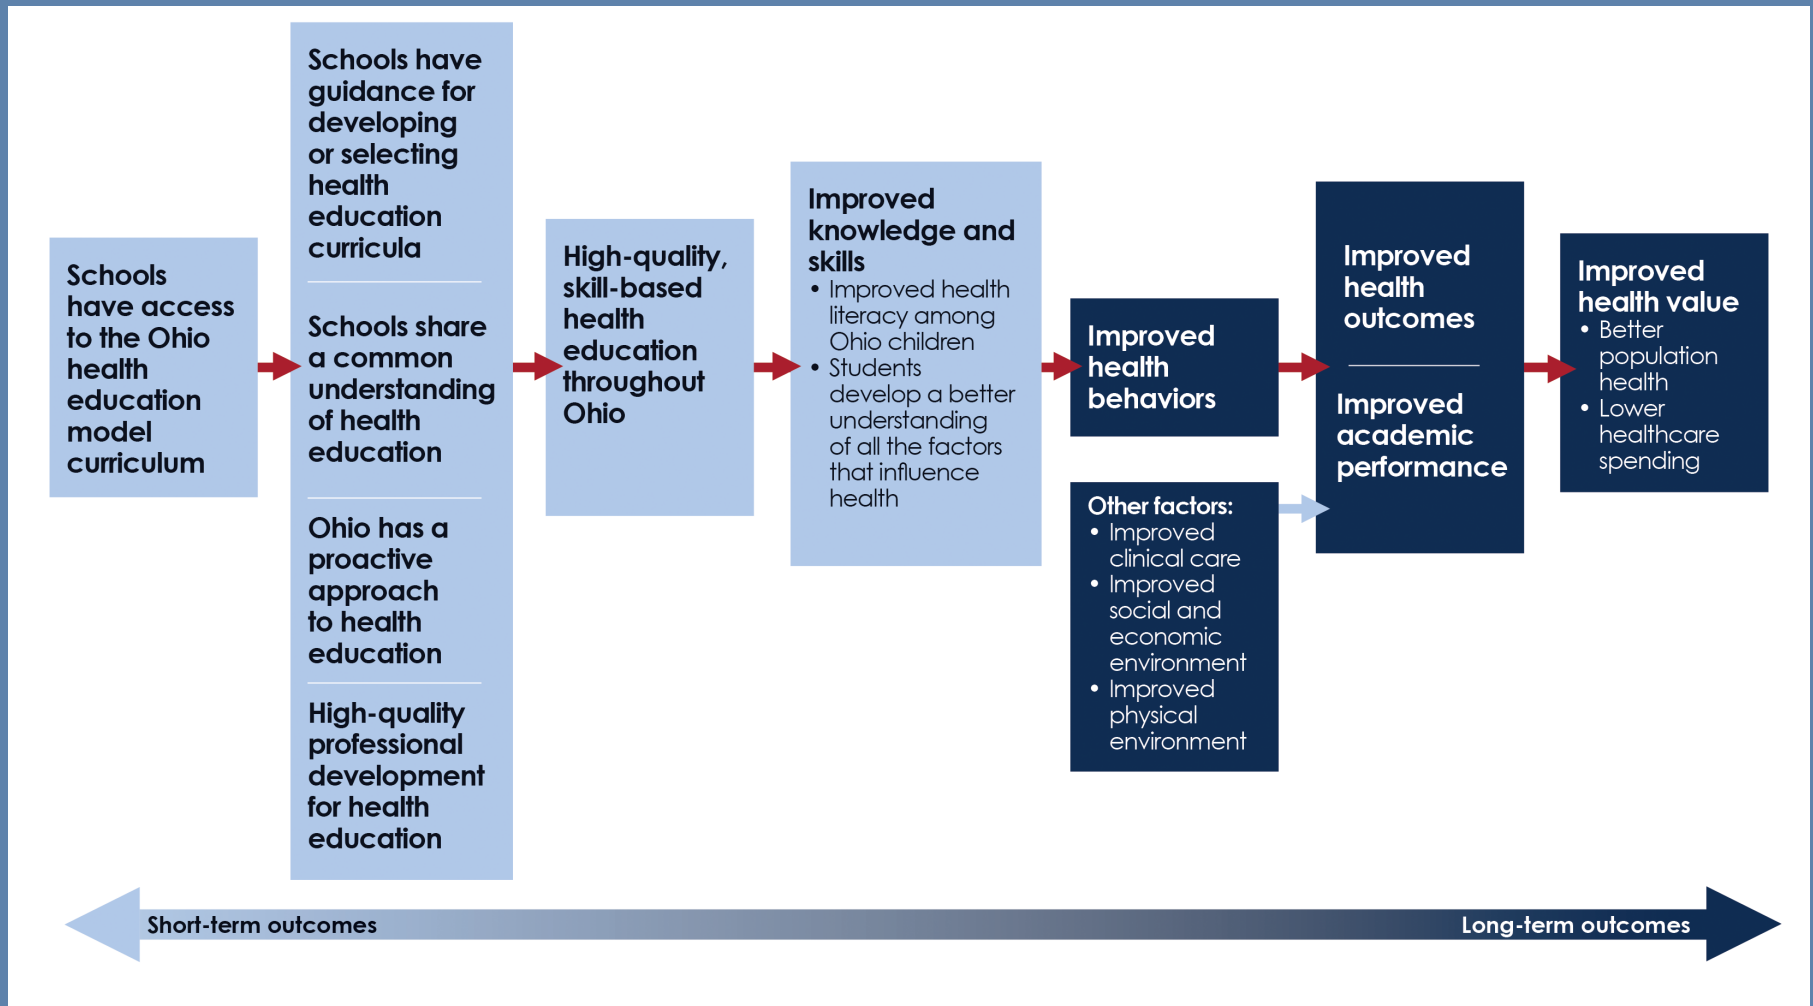 Schools
have access
to the Ohio
health
education
model
curriculum
Schools have
guidance for
developing
or selecting
health
education
curricula
Schools share
a common
understanding
of health
education
Ohio has a
proactive
approach
to health
education
High-quality
professional
development
for health
education
High-quality,
skill-based
health
education
throughout
Ohio
Improved
knowledge and
skills
• Improved health
literacy among
Ohio children
• Students
develop a better
understanding
of all the factors
that influence
health
Improved
health
behaviors
Other factors:
• Improved
clinical care
• Improved
social and
economic
environment
• Improved
physical
environment
Improved
health
outcomes
Improved
academic
performance
Improved
health value
• Better
population
health
• Lower
healthcare
spending
Short-term outcomes
Long-term outcomes